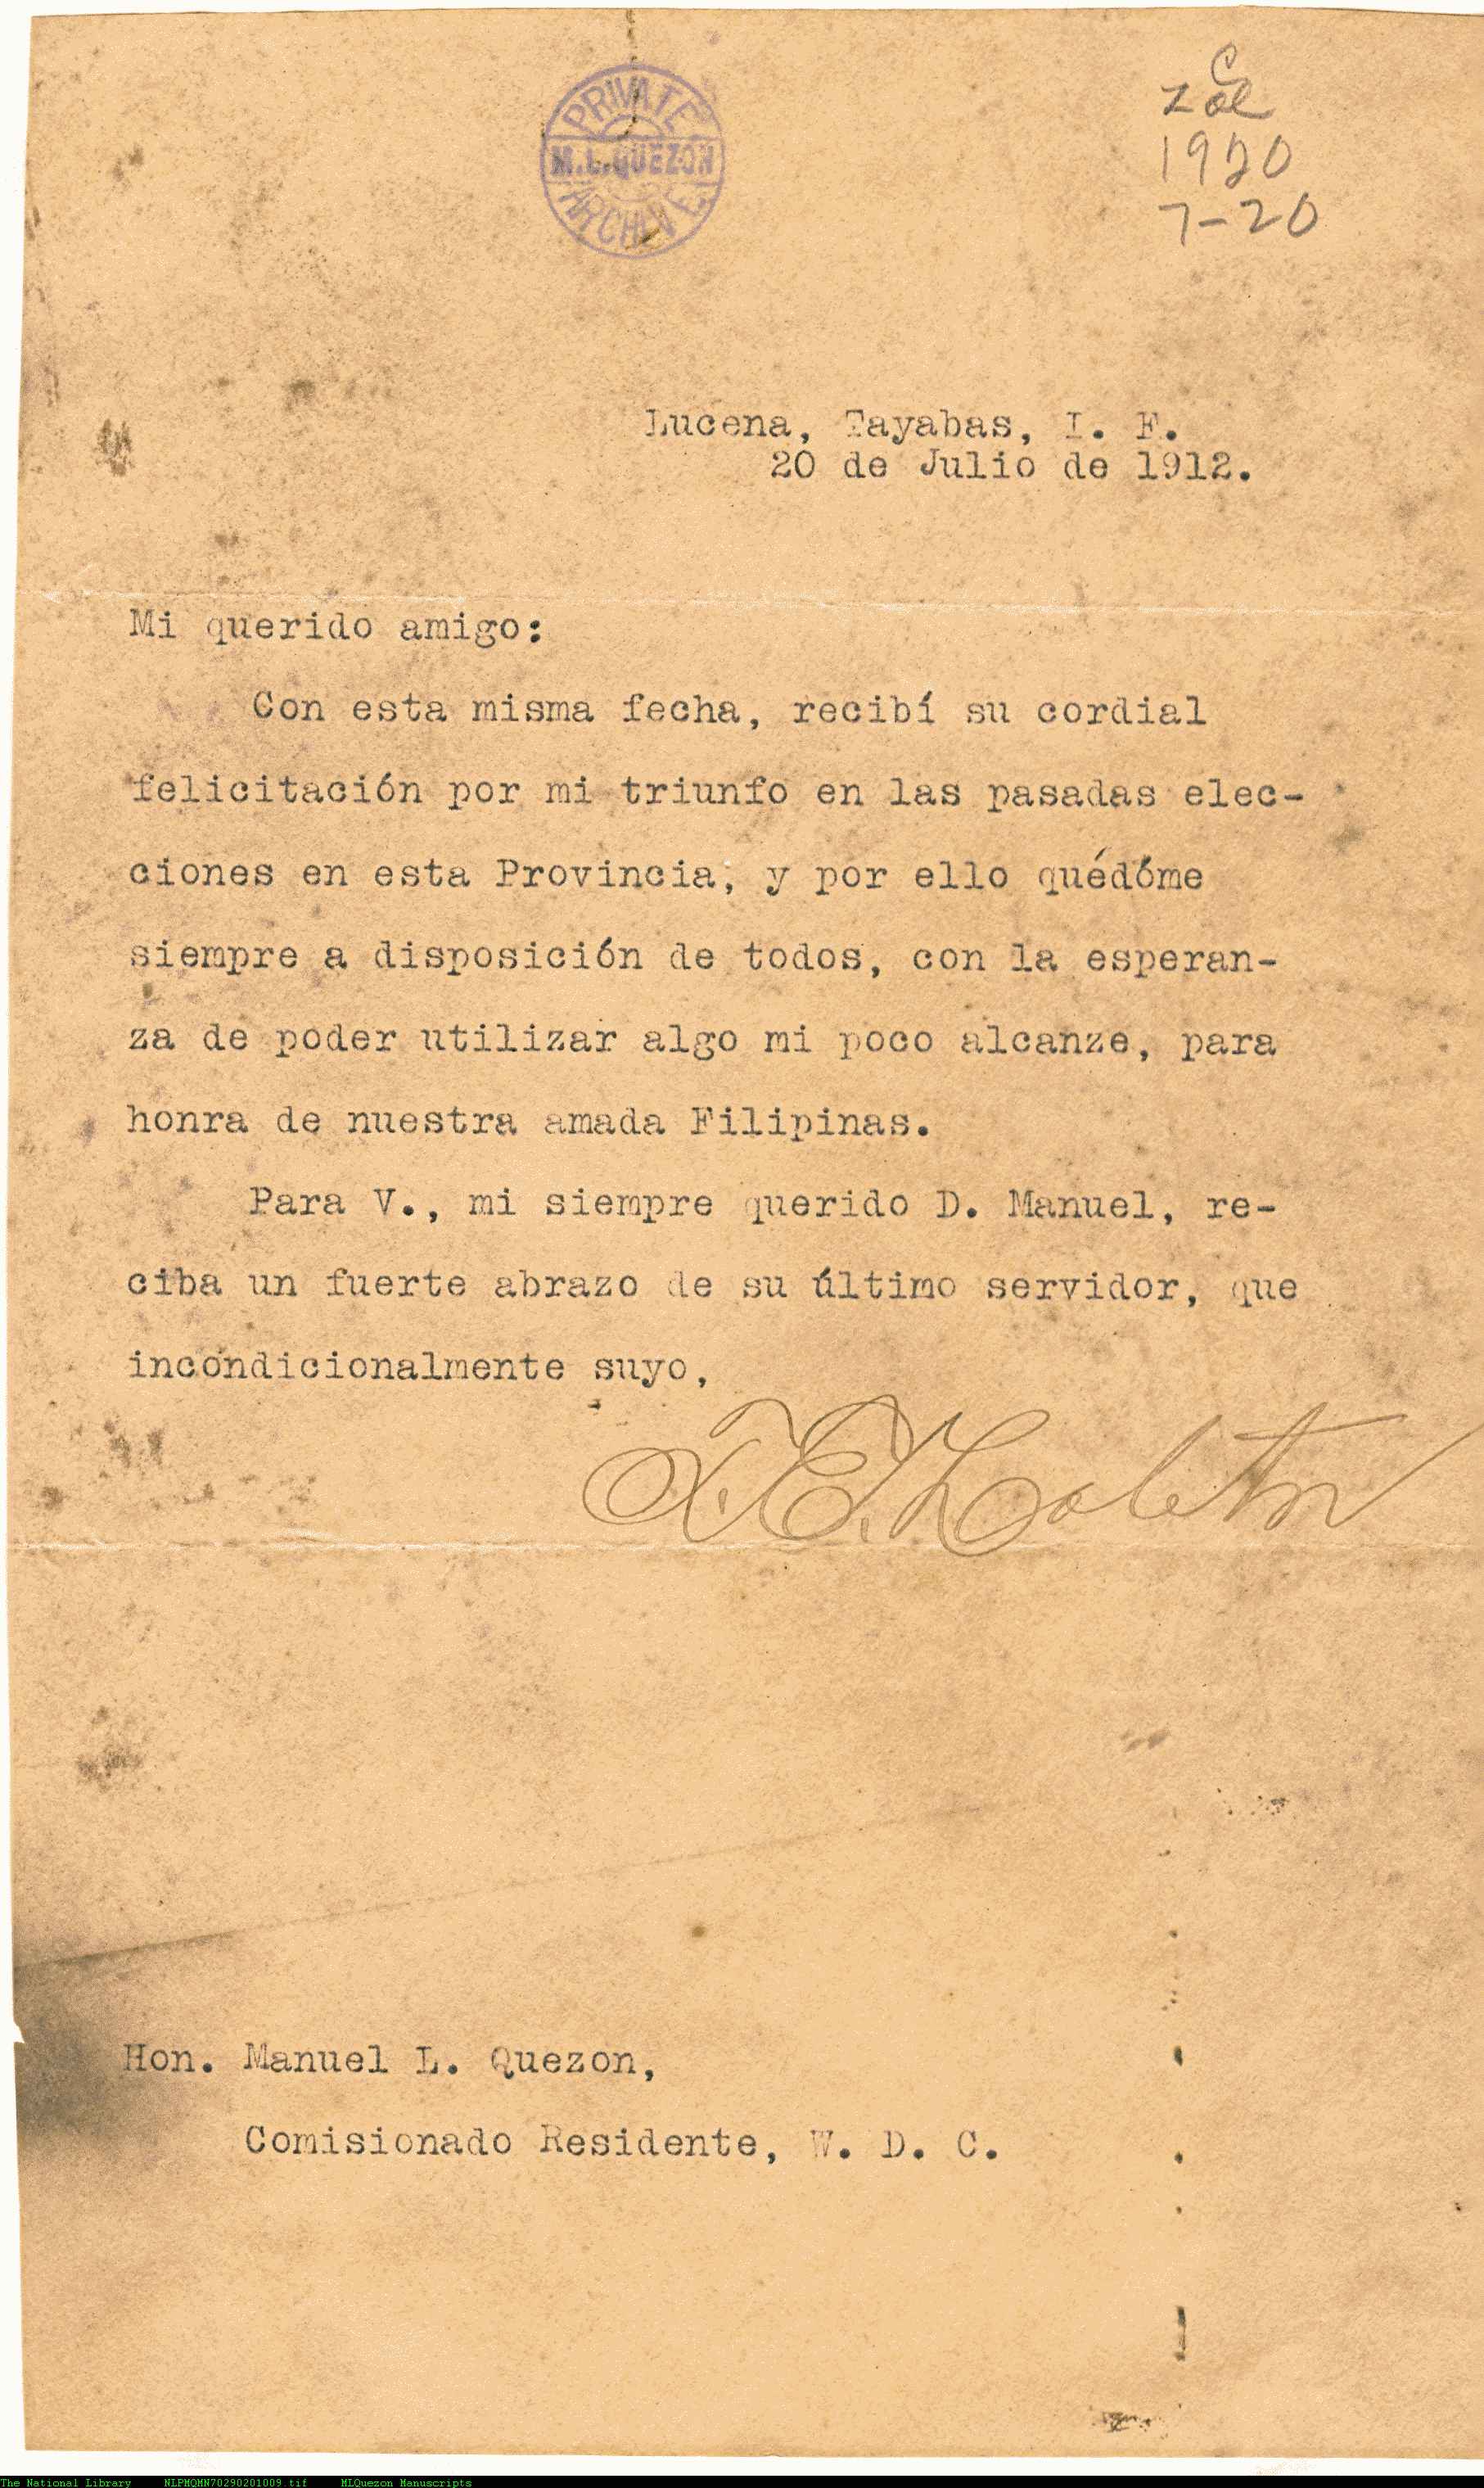 PRIVATE
M.L.QUEZON
ARCHIVE
1920
7-20
Lucena, Tayabas, I. F.
20 de Julio de 1912.
Mi querido amigo:
Con esta misma fecha, recibí su cordial
felicitación por mi triunfo en las pasadas elec-
ciones en esta Provincia; y por ello quédóme
siempre a disposición de todos, con la esperan-
za de poder utilizar algo mi poco alcanze, para
honra de nuestra amada Filipinas.
Para V., mi siempre querido D. Manuel, re-
ciba un fuerte abrazo de su último servidor, que
incondicionalmente suyo,
Hon. Manuel L. Quezon,
Comisionado Residente, W. D. C.
The National Library NLPMQMN70290201009.tif MLQuezon Manuscripts